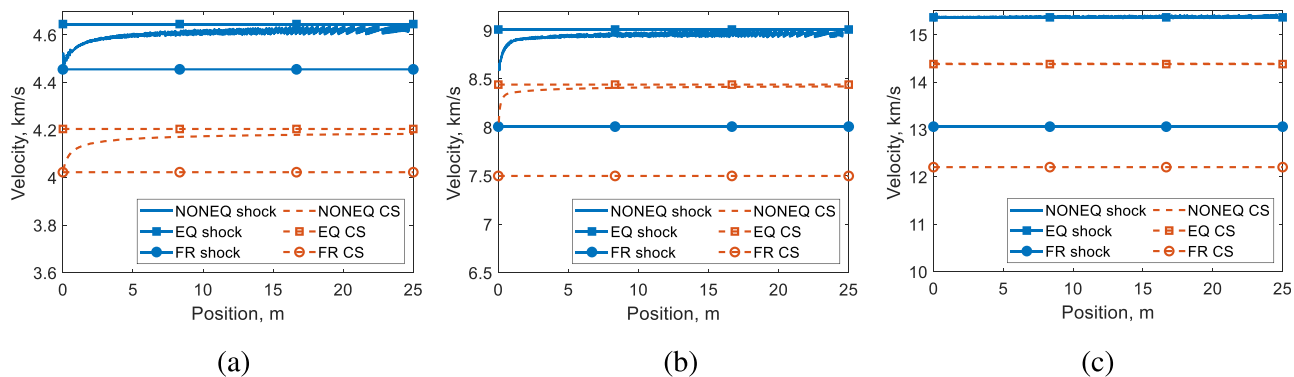 4.6
4.4
4.2
4
3.8
3.6
Velocity, km/s
0 5 10 15 20 25
Position, m
NONEQ shock NONEQ CS
EQ shock EQ CS
FR shock FR CS
(a)
9
8.5
8
7.5
7
6.5
Velocity, km/s
0 5 10 15 20 25
Position, m
NONEQ shock NONEQ CS
EQ shock EQ CS
FR shock FR CS
(b)
15
14
13
12
11
10
Velocity, km/s
0 5 10 15 20 25
Position, m
NONEQ shock NONEQ CS
EQ shock EQ CS
FR shock FR CS
(c)